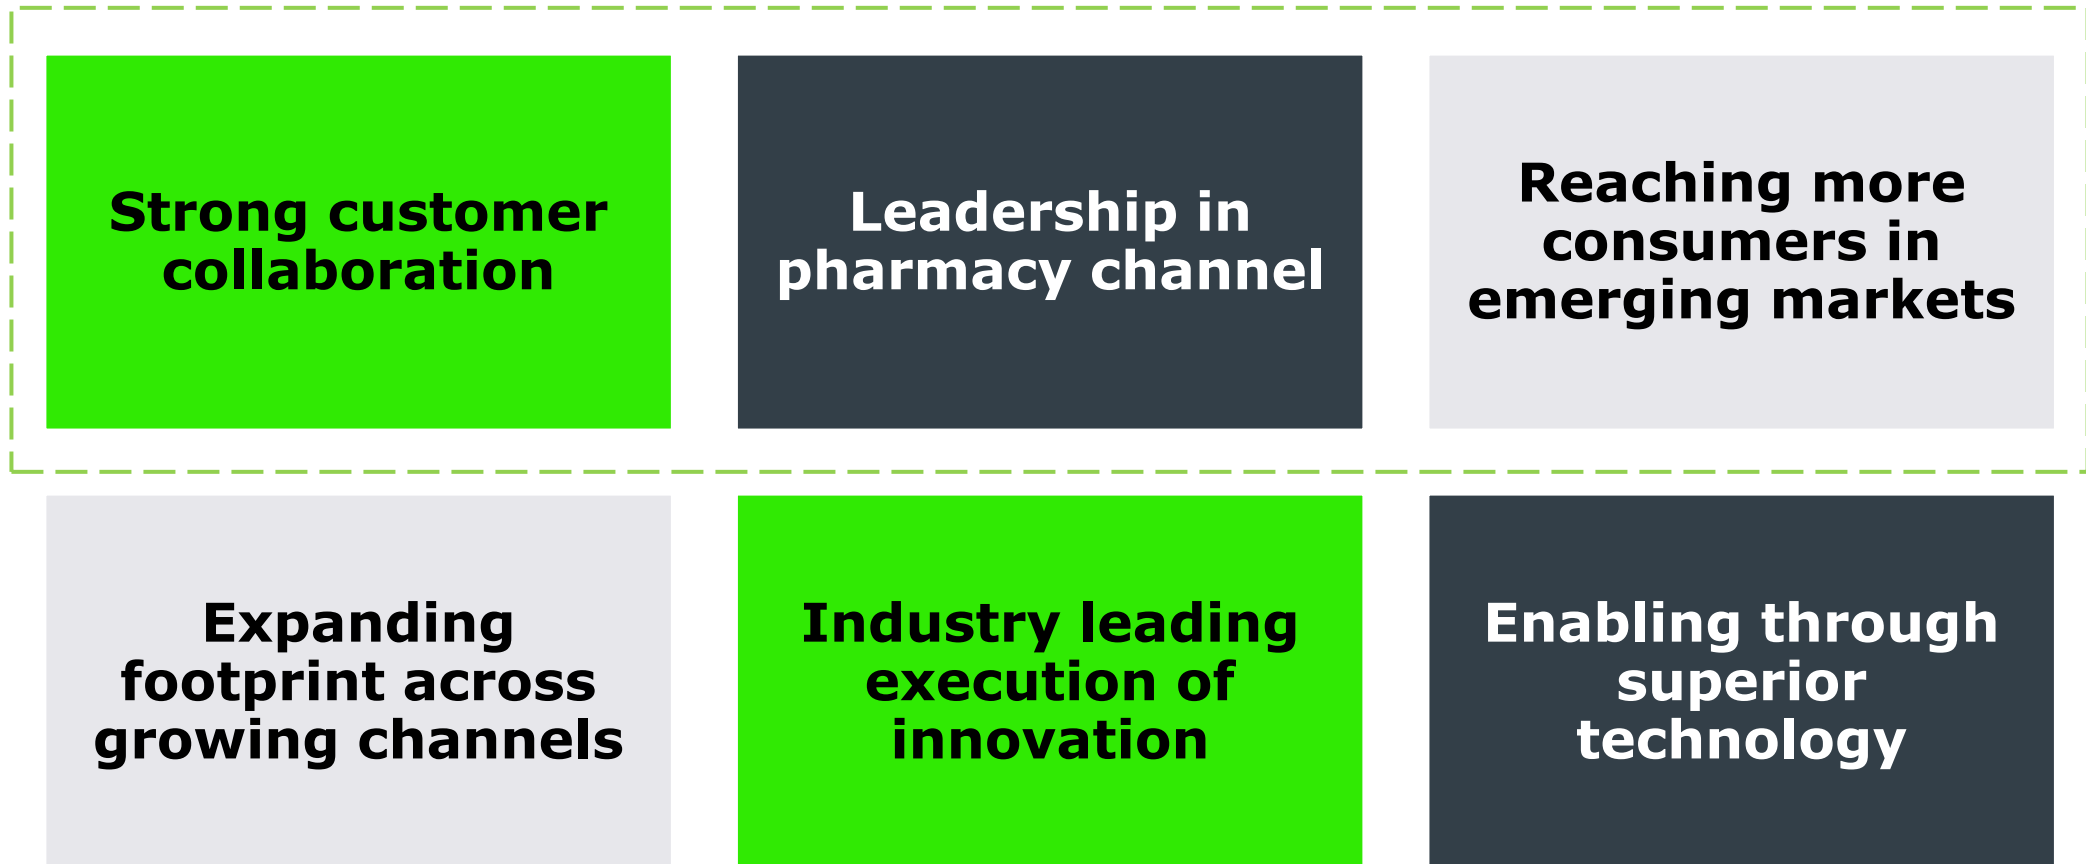 Strong customer
collaboration
Leadership in
pharmacy channel
Reaching more
consumers in
emerging markets
Expanding
footprint across
growing channels
Industry leading
execution of
innovation
Enabling through
superior
technology